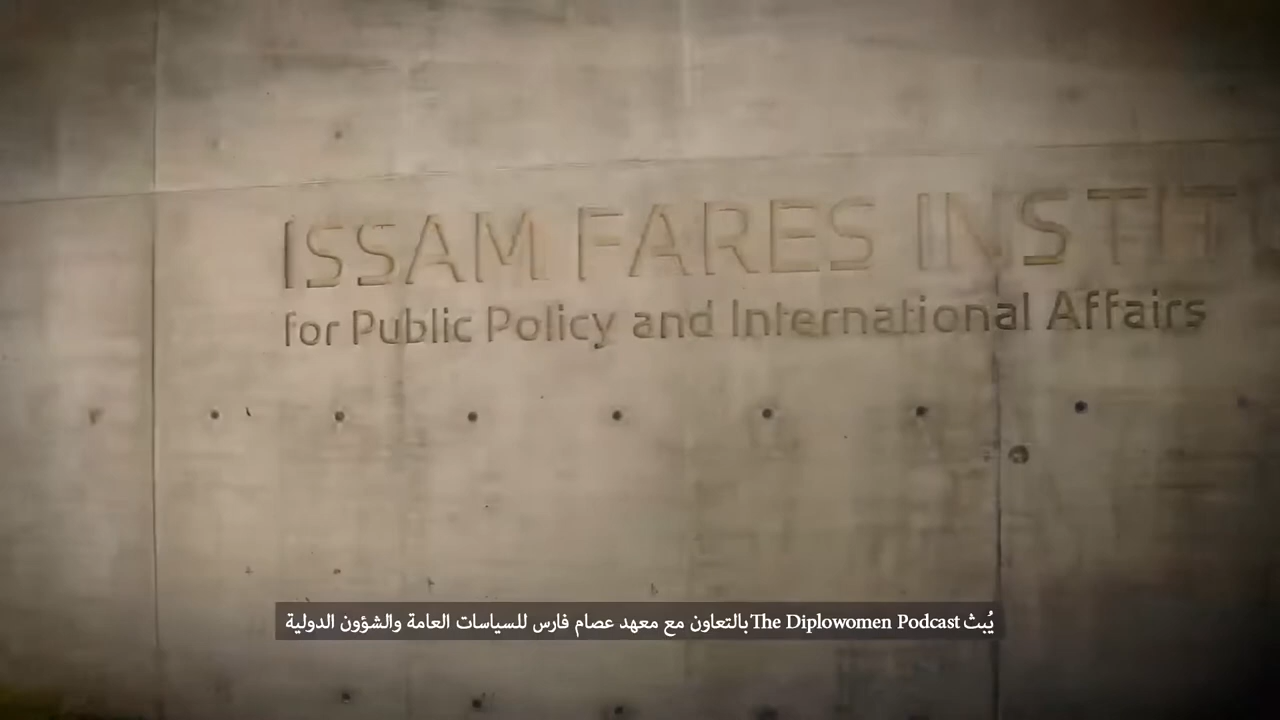 ISSAM FARES INSTITU
for Public Policy and International Affairs
يُبث The Diplowomen Podcast بالتعاون مع معهد عصام فارس للسياسات العامة والشؤون الدولية